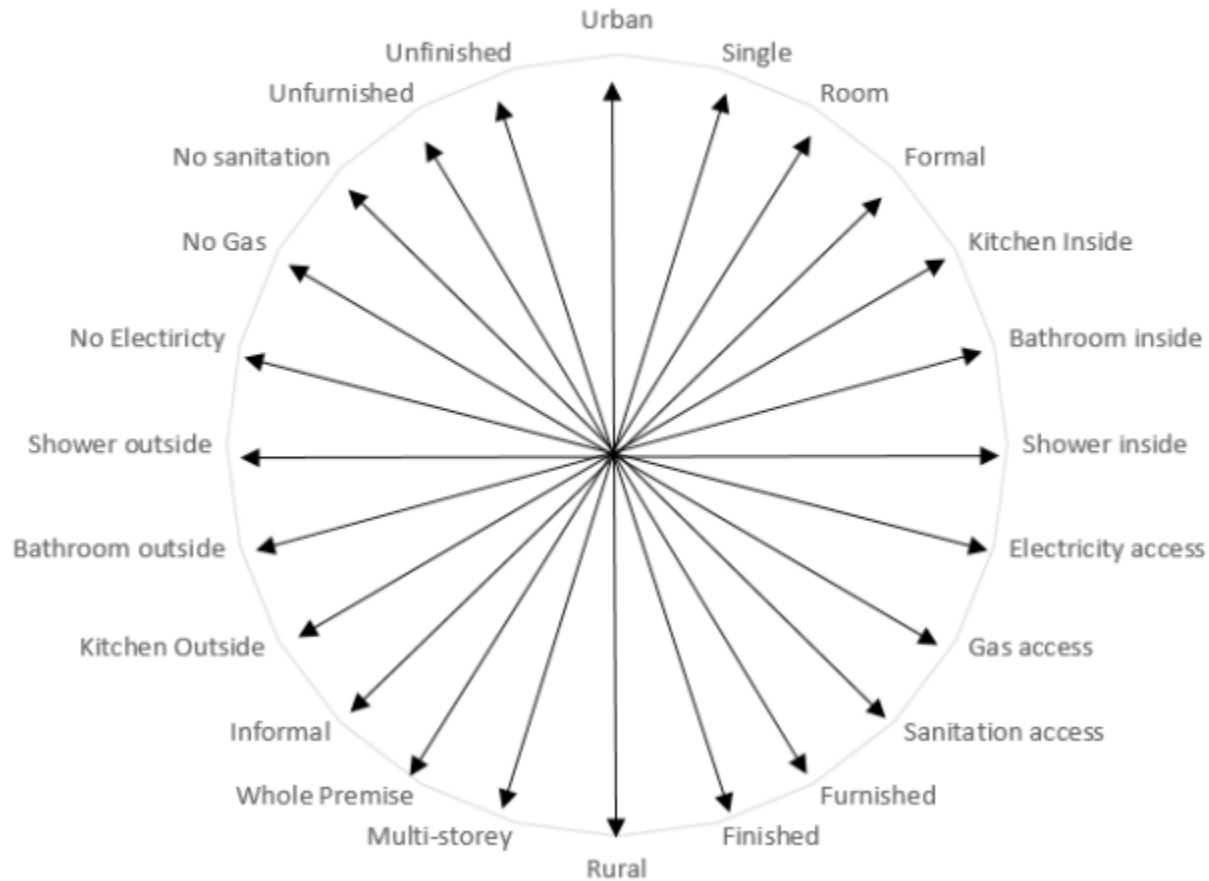 Urban
Unfinished
Single
Unfurnished
Room
No sanitation
Formal
No Gas
Kitchen Inside
No Electiricty
Bathroom inside
Shower outside
Shower inside
Bathroom outside
Electricity access
Kitchen Outside
Gas access
Informal
Sanitation access
Whole Premise
Furnished
Multi-storey
Finished
Rural